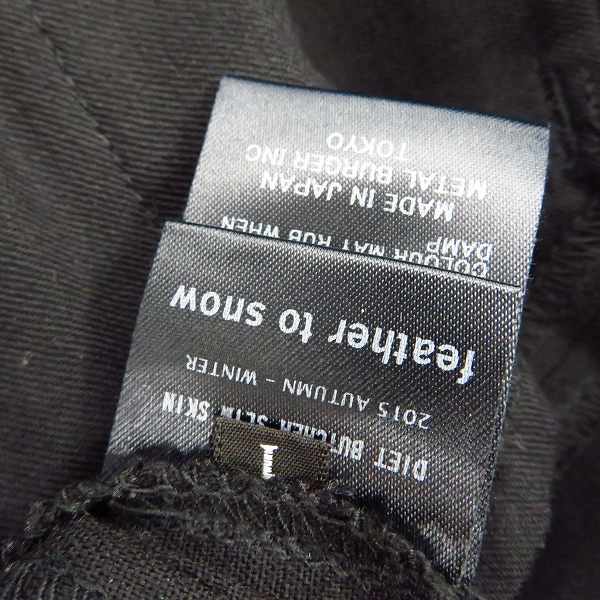 DIET BUTCHER SLIM SKIN
2015 AUTUMN – WINTER
feather to snow
1
COLOUR MAT RUB WHEN
DAMP
MADE IN JAPAN
METAL BURGER INC
TOKYO